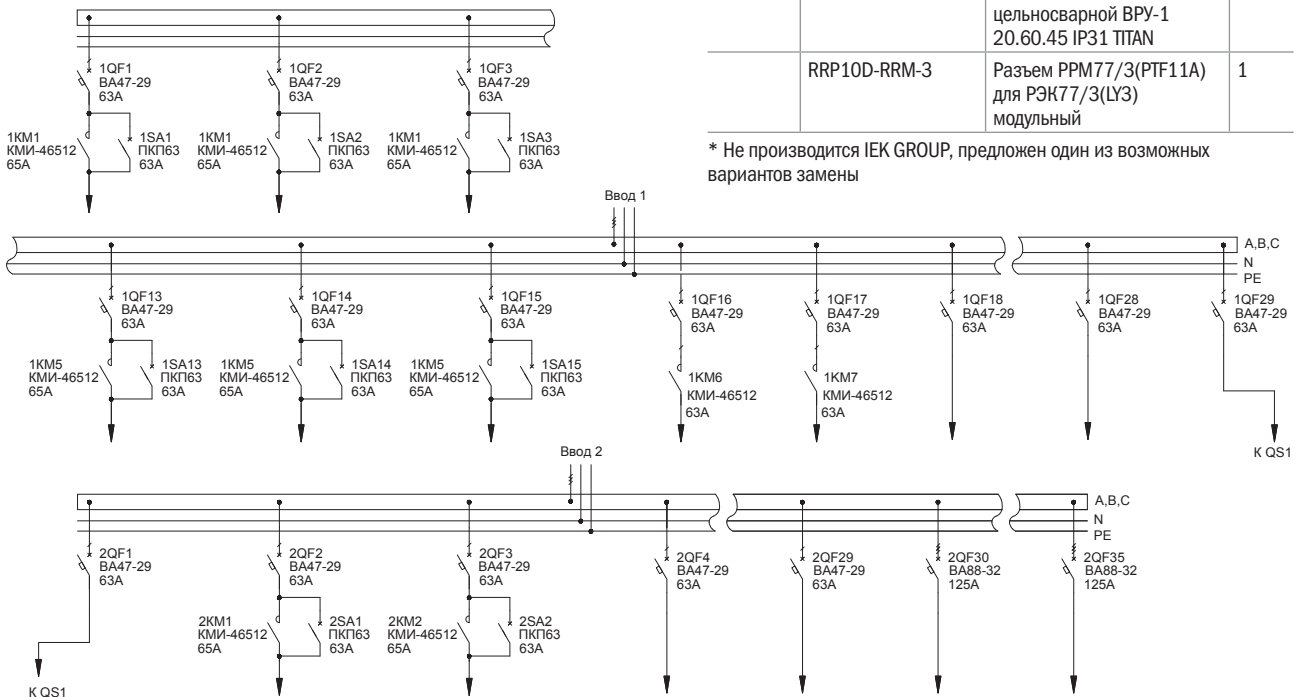 1QF1
ВА47-29
63А
1QF2
ВА47-29
63А
1QF3
ВА47-29
63А
1КМ1
КМИ-46512
65А
1SA1
ПКП63
63А
1КМ1
КМИ-46512
65А
1SA2
ПКП63
63А
1КМ1
КМИ-46512
65А
1SA3
ПКП63
63А
цельносварной ВРУ-1
20.60.45 IP31 TITAN
RRP10D-RRM-3
Разъем РРМ77/3(PTF11A)
для РЭК77/3(LY3)
модульный
1
* Не производится IEK GROUP, предложен один из возможных
вариантов замены
Ввод 1
A,B,C
N
PE
1QF13
ВА47-29
63А
1QF14
ВА47-29
63А
1QF15
ВА47-29
63А
1QF16
ВА47-29
63А
1QF17
ВА47-29
63А
1QF18
ВА47-29
63А
1QF28
ВА47-29
63А
1QF29
ВА47-29
63А
1КМ5
КМИ-46512
65А
1SA13
ПКП63
63А
1КМ5
КМИ-46512
65А
1SA14
ПКП63
63А
1КМ5
КМИ-46512
65А
1SA15
ПКП63
63А
1КМ6
КМИ-46512
63А
1КМ7
КМИ-46512
63А
К QS1
Ввод 2
A,B,C
N
PE
2QF1
ВА47-29
63А
2QF2
ВА47-29
63А
2QF3
ВА47-29
63А
2QF4
ВА47-29
63А
2QF29
ВА47-29
63А
2QF30
ВА88-32
125А
2QF35
ВА88-32
125А
2КМ1
КМИ-46512
65А
2SA1
ПКП63
63А
2КМ2
КМИ-46512
65А
2SA2
ПКП63
63А
К QS1